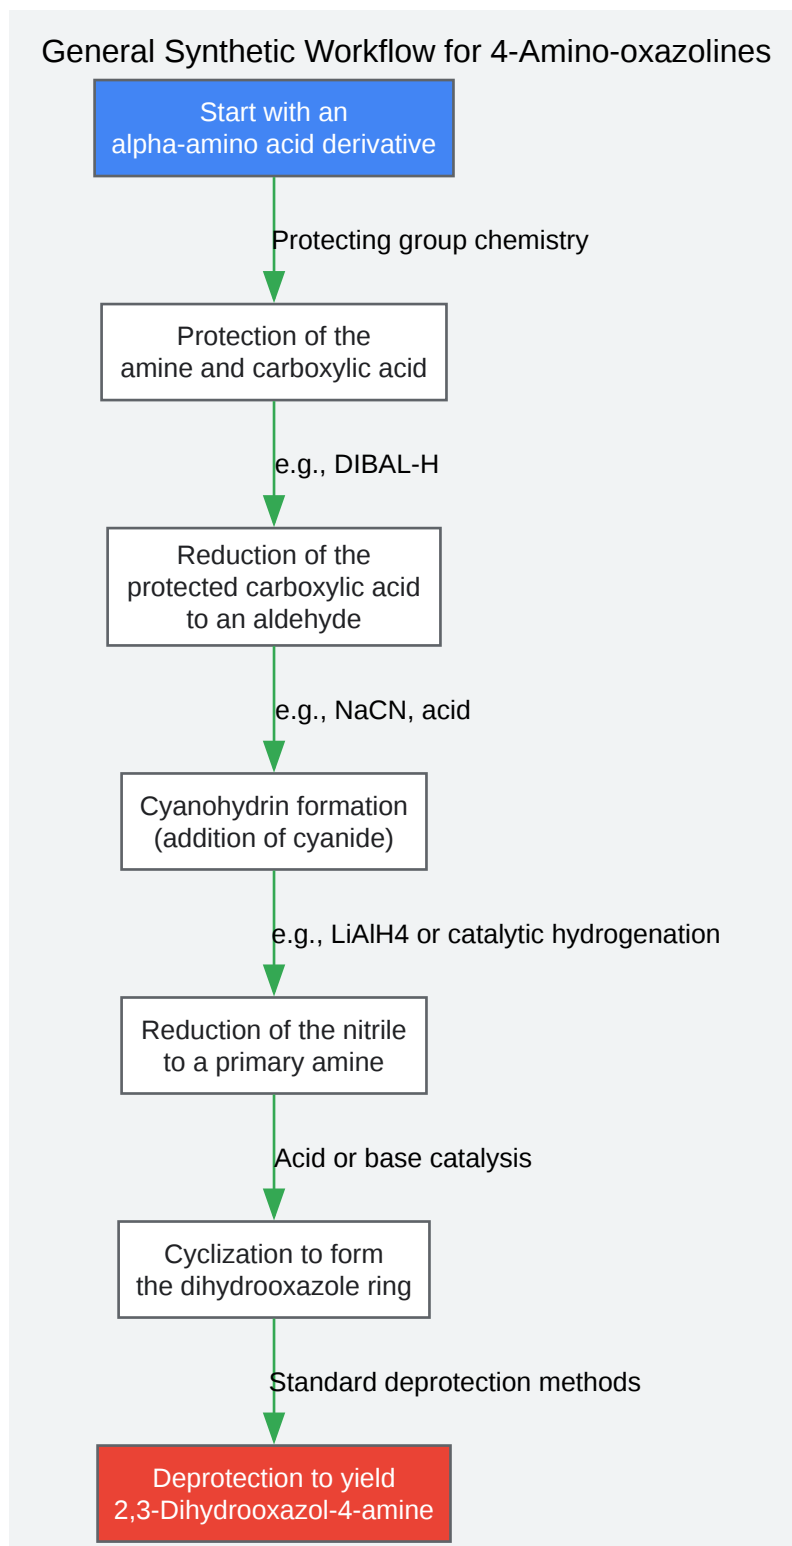 General Synthetic Workflow for 4-Amino-oxazolines
Start with an
alpha-amino acid derivative
Protecting group chemistry
Protection of the
amine and carboxylic acid
e.g., DIBAL-H
Reduction of the
protected carboxylic acid
to an aldehyde
e.g., NaCN, acid
Cyanohydrin formation
(addition of cyanide)
e.g., LiAlH4 or catalytic hydrogenation
Reduction of the nitrile
to a primary amine
Acid or base catalysis
Cyclization to form
the dihydrooxazole ring
Standard deprotection methods
Deprotection to yield
2,3-Dihydrooxazol-4-amine